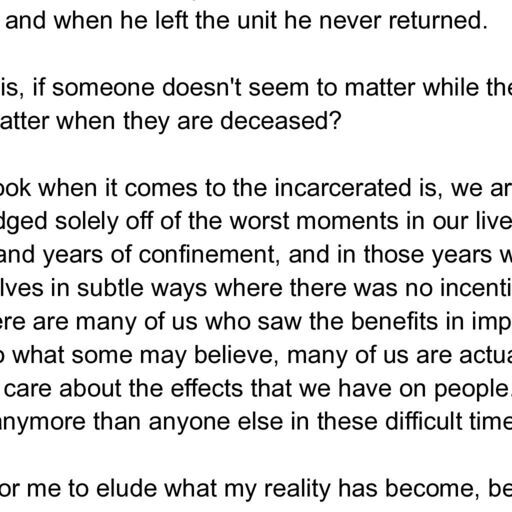 and when he left the unit he never returned.
is, if someone doesn't seem to matter while the
atter when they are deceased?
ook when it comes to the incarcerated is, we ar
dged solely off of the worst moments in our live
and years of confinement, and in those years w
lves in subtle ways where there was no incenti
ere are many of us who saw the benefits in imp
o what some may believe, many of us are actua
care about the effects that we have on people.
anymore than anyone else in these difficult time
or me to elude what my reality has become, be